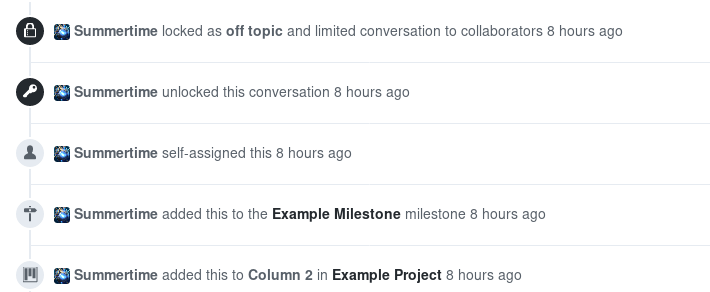 Summertime locked as off topic and limited conversation to collaborators 8 hours ago
Summertime unlocked this conversation 8 hours ago
Summertime self-assigned this 8 hours ago
Summertime added this to the Example Milestone milestone 8 hours ago
Summertime added this to Column 2 in Example Project 8 hours ago